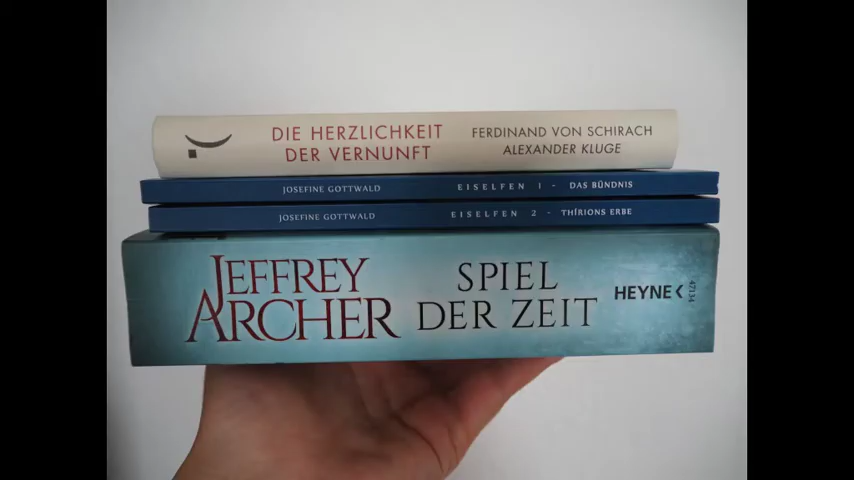 DIE HERZLICHKEIT
DER VERNUNFT
FERDINAND VON SCHIRACH
ALEXANDER KLUGE
JOSEFINE GOTTWALD EISELFEN 1 - DAS BÜNDNIS
JOSEFINE GOTTWALD EISELFEN 2 - THÍRIONS ERBE
JEFFREY
ARCHER
SPIEL
DER ZEIT
HEYNE
47134